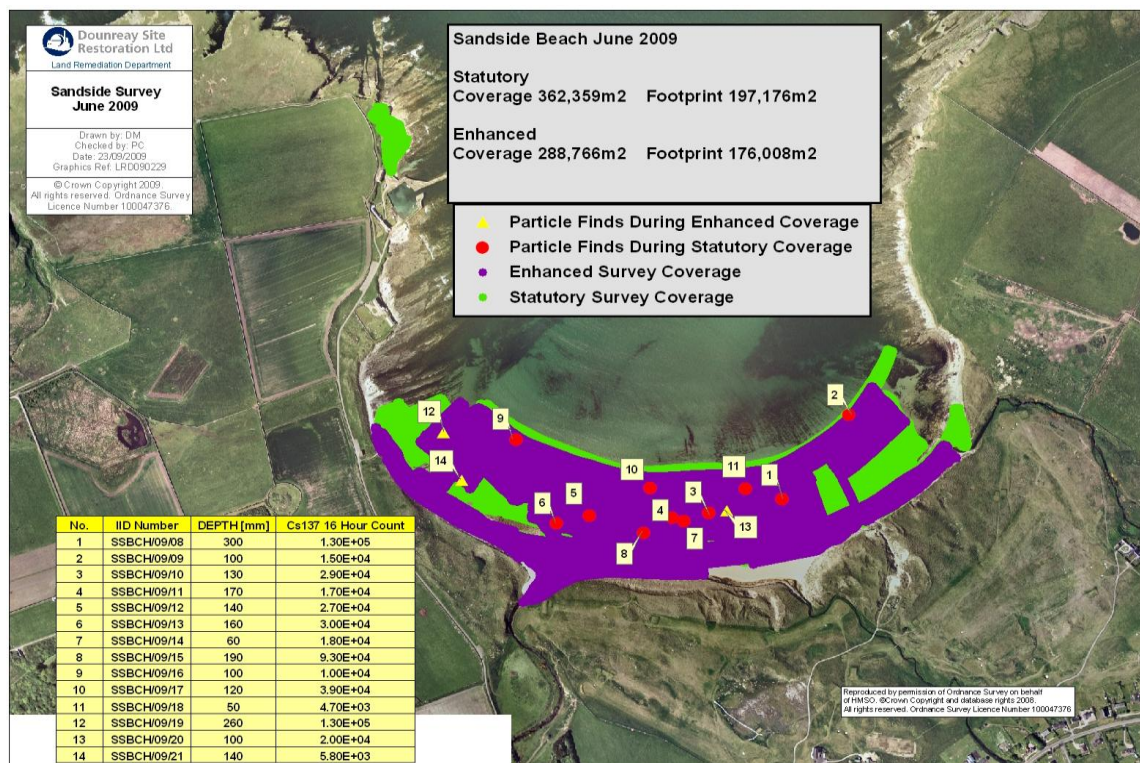 Dounreay Site
Restoration Ltd
Land Remediation Department
Sandside Survey
June 2009
Drawn by: DM
Checked by: PC
Date: 23/09/2009
Graphics Ref: LRD090229
© Crown Copyright 2009.
All rights reserved. Ordnance Survey
Licence Number 100047376.
Sandside Beach June 2009
Statutory
Coverage 362,359m2 Footprint 197,176m2
Enhanced
Coverage 288,766m2 Footprint 176,008m2
Particle Finds During Enhanced Coverage
Particle Finds During Statutory Coverage
Enhanced Survey Coverage
Statutory Survey Coverage
2
12
9
14
10
11
1
6
5
4
3
13
8
7
No. IID Number DEPTH [mm] Cs137 16 Hour Count
1 SSBCH/09/08 300 1.30E+05
2 SSBCH/09/09 100 1.50E+04
3 SSBCH/09/10 130 2.90E+04
4 SSBCH/09/11 170 1.70E+04
5 SSBCH/09/12 140 2.70E+04
6 SSBCH/09/13 160 3.00E+04
7 SSBCH/09/14 60 1.80E+04
8 SSBCH/09/15 190 9.30E+04
9 SSBCH/09/16 100 1.00E+04
10 SSBCH/09/17 120 3.90E+04
11 SSBCH/09/18 50 4.70E+03
12 SSBCH/09/19 260 1.30E+05
13 SSBCH/09/20 100 2.00E+04
14 SSBCH/09/21 140 5.80E+03
Reproduced by permission of Ordnance Survey on behalf
of HMSO. ©Crown Copyright and database rights 2008.
All rights reserved. Ordnance Survey Licence Number 100047376